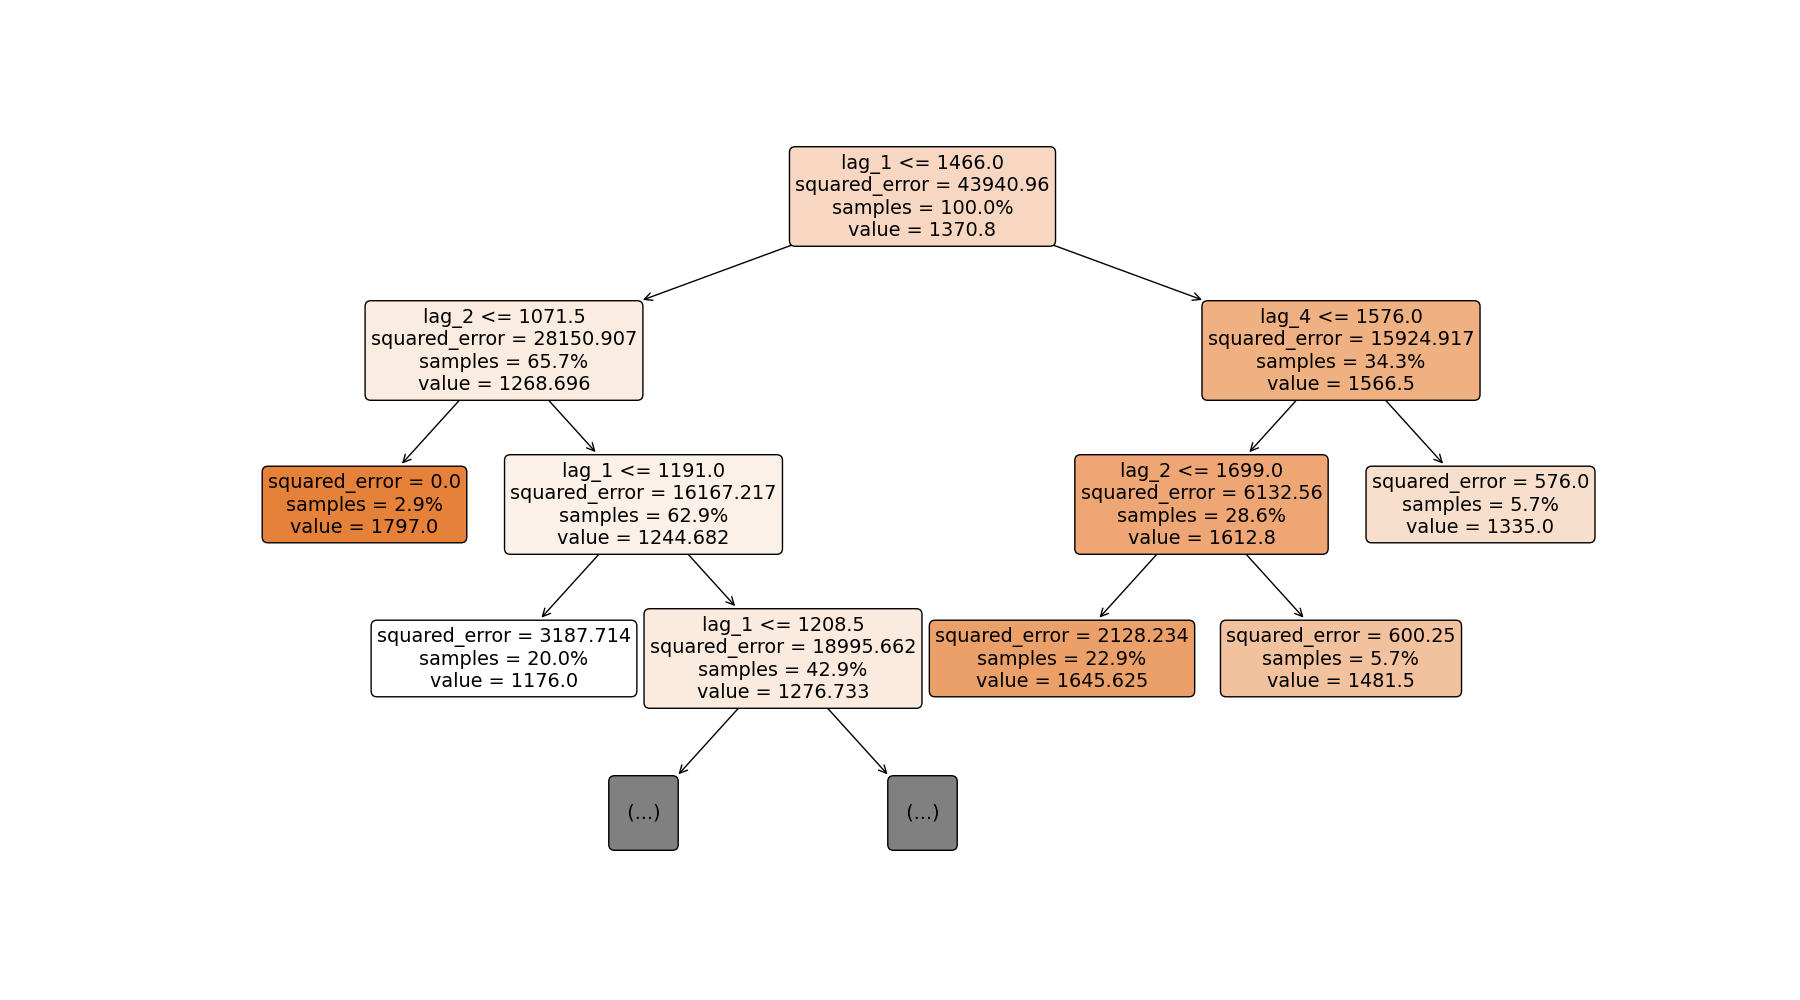 lag_1 <= 1466.0
squared_error = 43940.96
samples = 100.0%
value = 1370.8
lag_2 <= 1071.5
squared_error = 28150.907
samples = 65.7%
value = 1268.696
lag_4 <= 1576.0
squared_error = 15924.917
samples = 34.3%
value = 1566.5
squared_error = 0.0
samples = 2.9%
value = 1797.0
lag_1 <= 1191.0
squared_error = 16167.217
samples = 62.9%
value = 1244.682
lag_2 <= 1699.0
squared_error = 6132.56
samples = 28.6%
value = 1612.8
squared_error = 576.0
samples = 5.7%
value = 1335.0
squared_error = 3187.714
samples = 20.0%
value = 1176.0
lag_1 <= 1208.5
squared_error = 18995.662
samples = 42.9%
value = 1276.733
squared_error = 2128.234
samples = 22.9%
value = 1645.625
squared_error = 600.25
samples = 5.7%
value = 1481.5
(...)
(...)